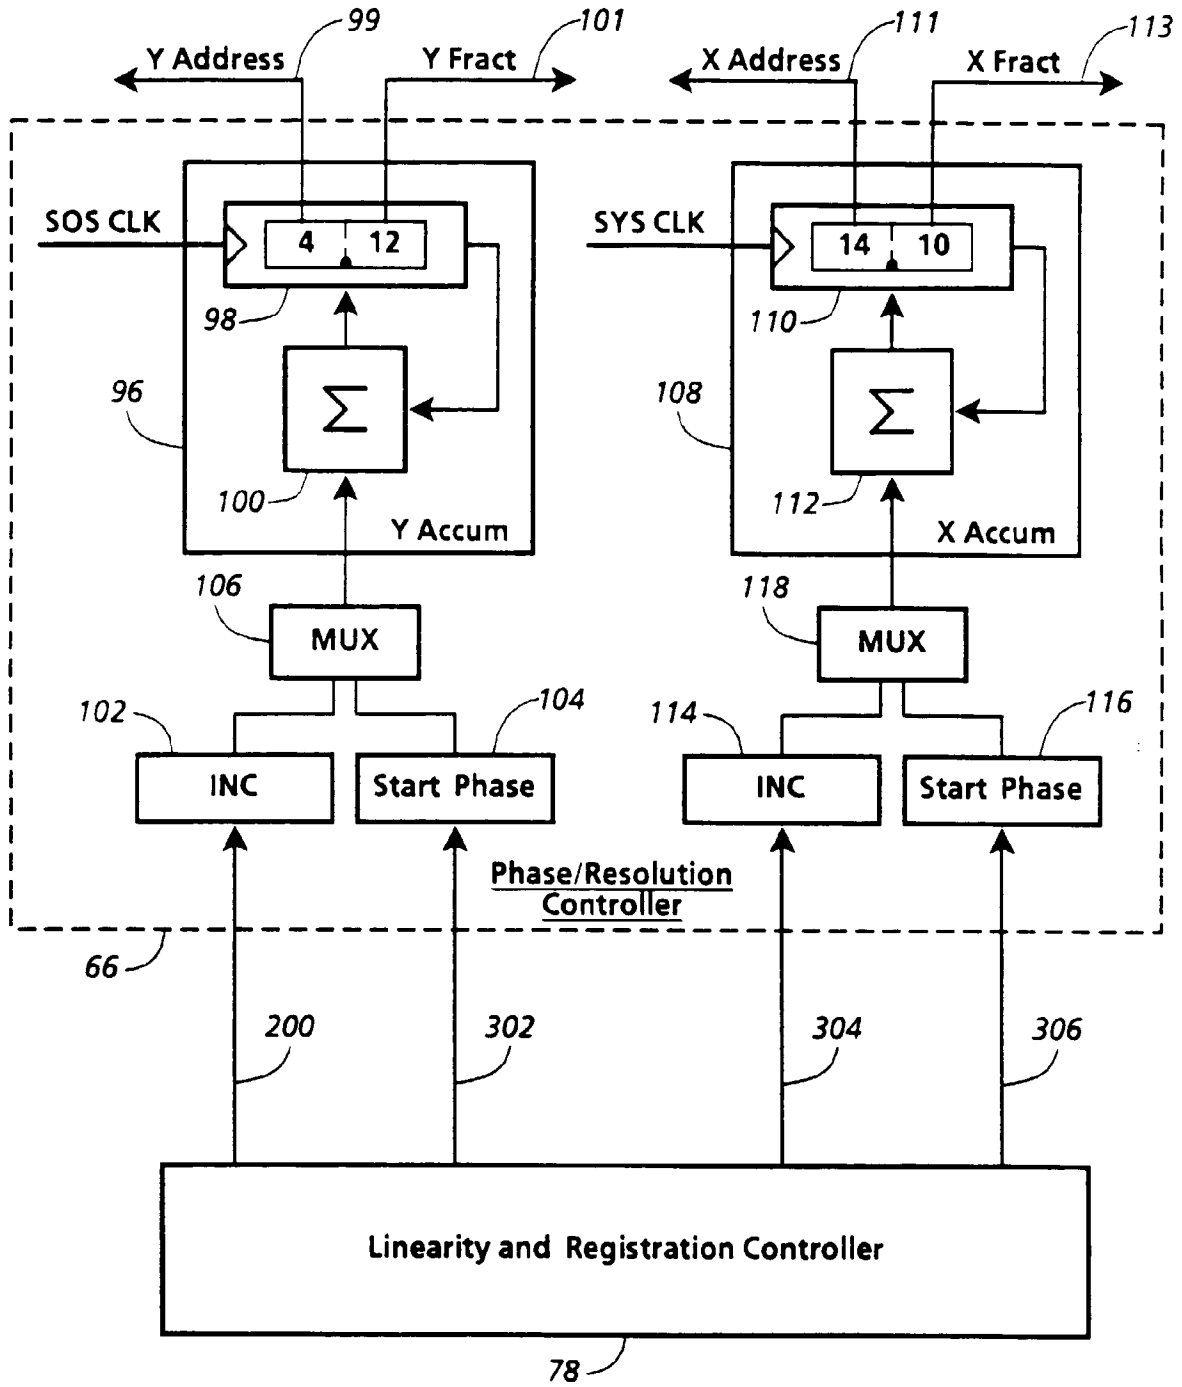 99
101
111
113
Y Address
Y Fract
X Address
X Fract
SOS CLK
4
12
SYS CLK
14
10
98
110
96
Σ
108
Σ
100
112
Y Accum
X Accum
106
MUX
118
MUX
102
104
114
116
INC
Start Phase
INC
Start Phase
Phase/Resolution
Controller
66
200
302
304
306
Linearity and Registration Controller
78